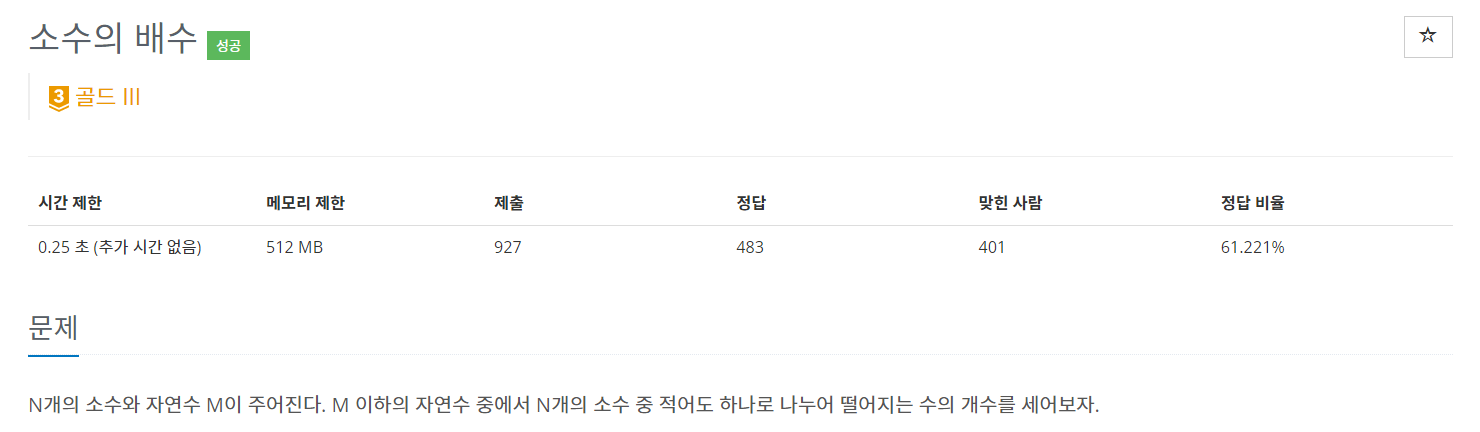 소수의 배수 성공
3 골드 III
시간 제한 메모리 제한 제출 정답 맞힌 사람 정답 비율
0.25 초 (추가 시간 없음) 512 MB 927 483 401 61.221%
문제
N개의 소수와 자연수 M이 주어진다. M 이하의 자연수 중에서 N개의 소수 중 적어도 하나로 나누어 떨어지는 수의 개수를 세어보자.